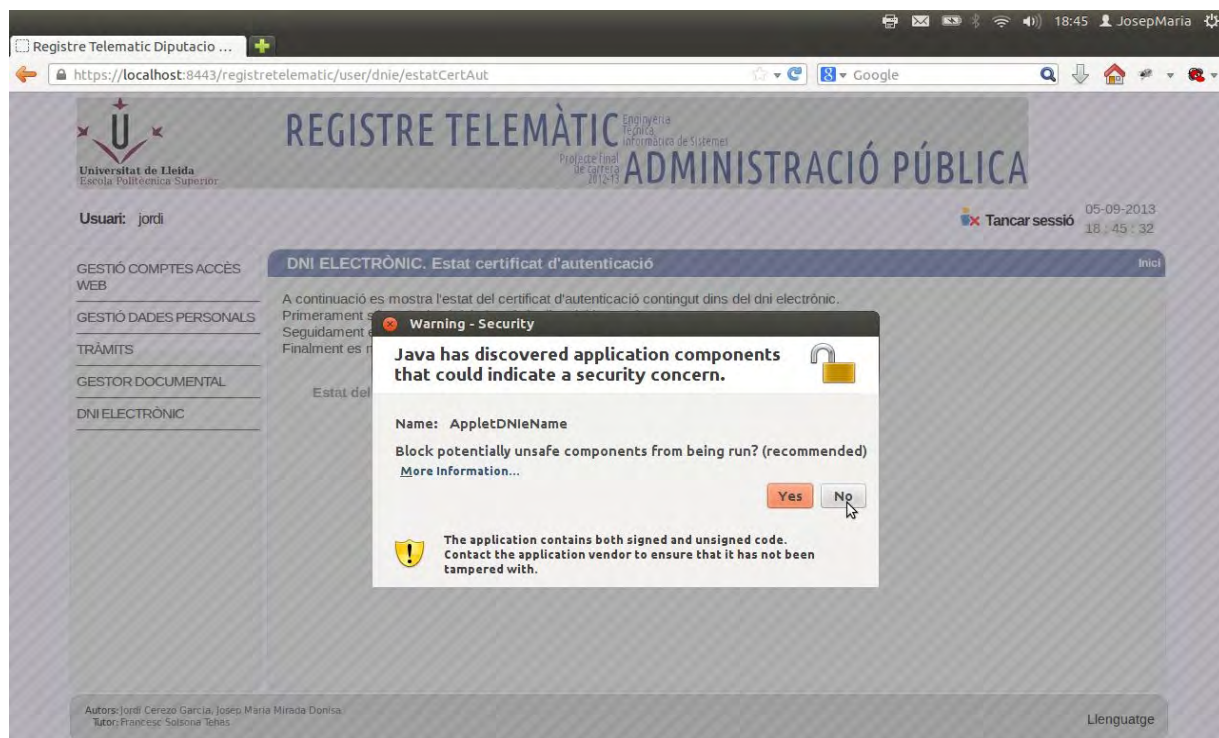 18:45 JosepMaria
Registre Telematic Diputacio ...
https://localhost:8443/registretelematic/user/dnie/estatCertAut
Google
Universitat de Lleida
Escola Politècnica Superior
REGISTRE TELEMÀTIC
Enginyeria
Tècnica
Informàtica de Sistemes
Projecte final
de carrera
2012-13
ADMINISTRACIÓ PÚBLICA
Usuari: jordi
Tancar sessió
05-09-2013
18 : 45 : 32
GESTIÓ COMPTES ACCÈS
WEB
GESTIÓ DADES PERSONALS
TRÀMITS
GESTOR DOCUMENTAL
DNI ELECTRÒNIC
DNI ELECTRÒNIC. Estat certificat d'autenticació
Inici
A continuació es mostra l'estat del certificat d'autenticació contingut dins del dni electrònic.
Primerament
Seguidament
Finalment es
Estat del
Warning - Security
Java has discovered application components
that could indicate a security concern.
Name: AppletDNIeName
Block potentially unsafe components from being run? (recommended)
More Information...
Yes
No
The application contains both signed and unsigned code.
Contact the application vendor to ensure that it has not been
tampered with.
Autors: Jordi Cerezo Garcia, Josep Maria Mirada Donisa
Tutor: Francesc Solsona Tehas
Llenguatge